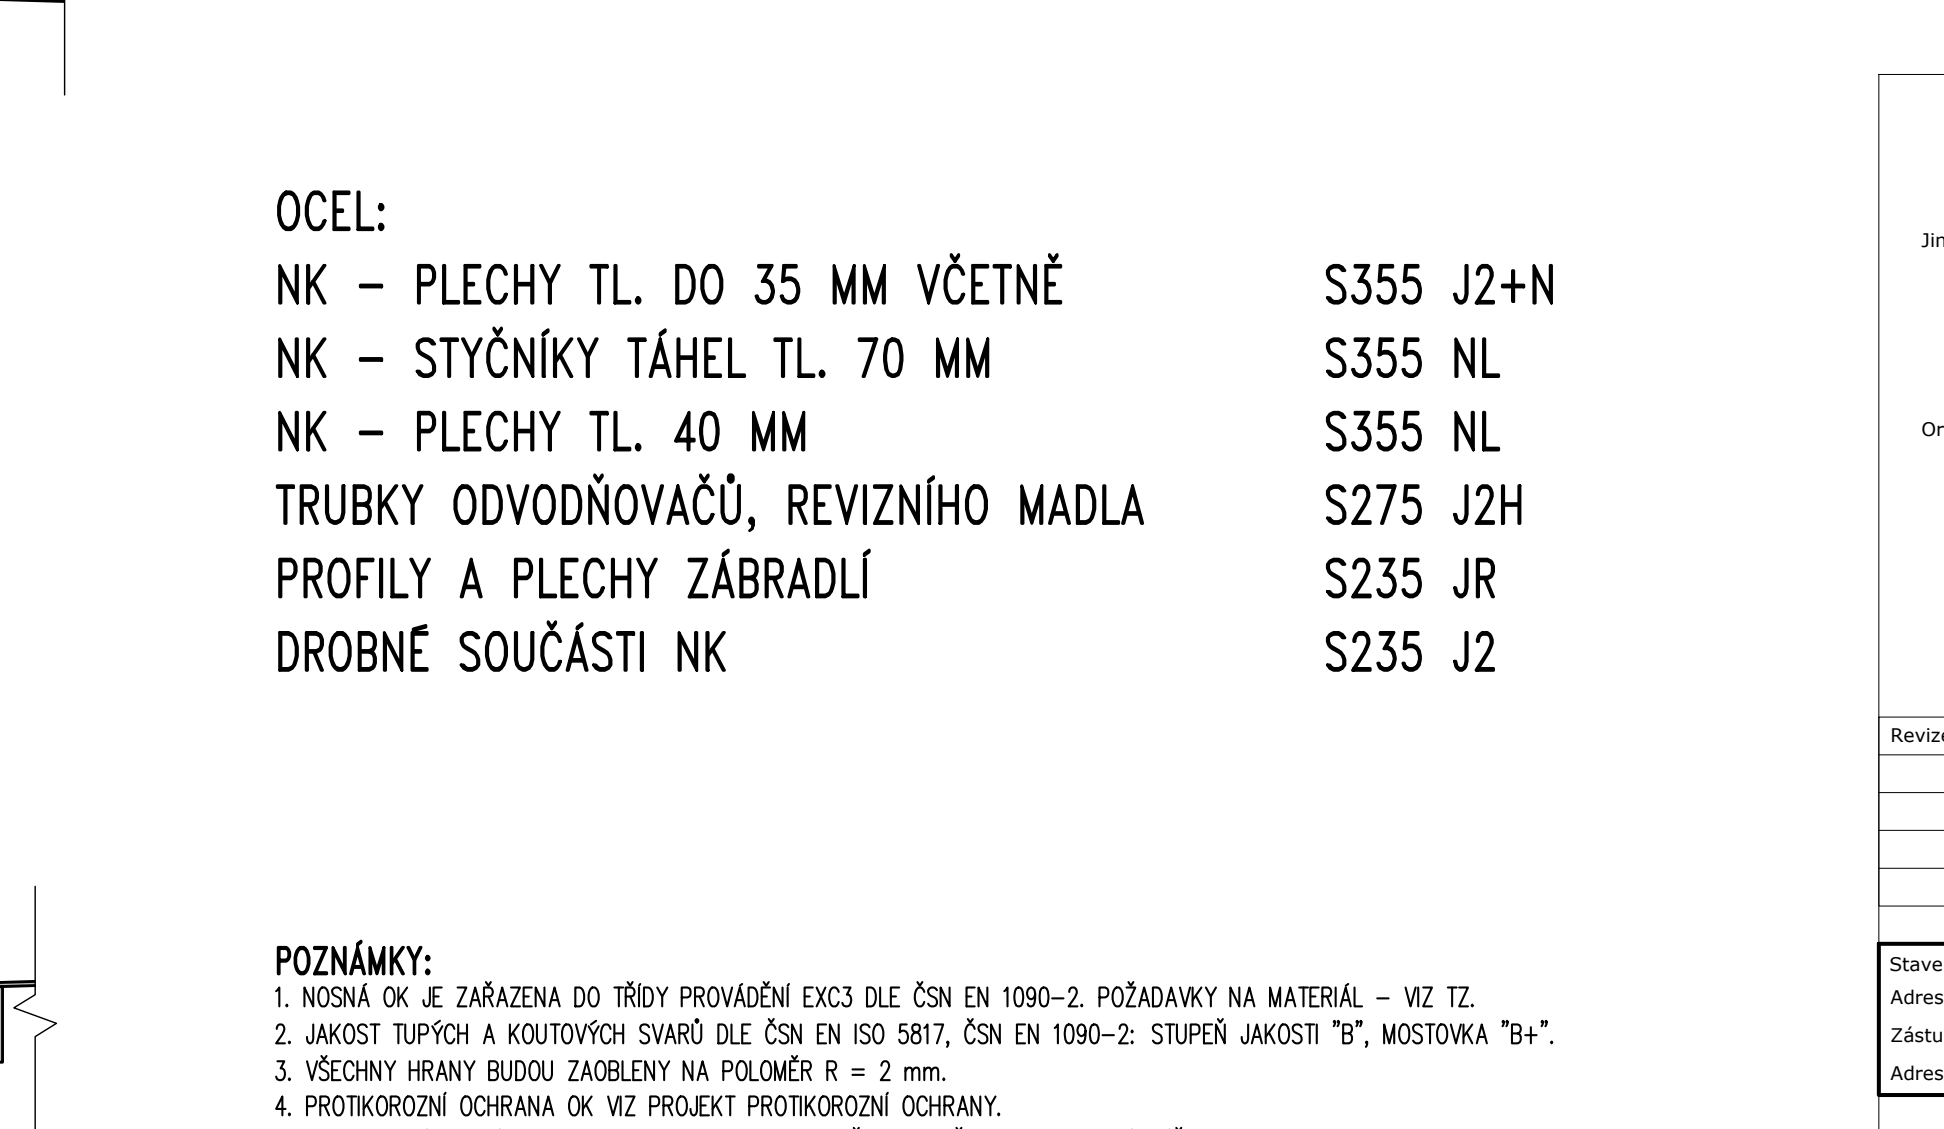 OCEL:
NK – PLECHY TL. DO 35 MM VČETNĚ S355 J2+N
NK – STYČNÍKY TÁHEL TL. 70 MM S355 NL
NK – PLECHY TL. 40 MM S355 NL
TRUBKY ODVODŇOVAČŮ, REVIZNÍHO MADLA S275 J2H
PROFILY A PLECHY ZÁBRADLÍ S235 JR
DROBNÉ SOUČÁSTI NK S235 J2
POZNÁMKY:
1. NOSNÁ OK JE ZAŘAZENA DO TŘÍDY PROVÁDĚNÍ EXC3 DLE ČSN EN 1090–2. POŽADAVKY NA MATERIÁL – VIZ TZ.
2. JAKOST TUPÝCH A KOUTOVÝCH SVARŮ DLE ČSN EN ISO 5817, ČSN EN 1090–2: STUPEŇ JAKOSTI "B", MOSTOVKA "B+".
3. VŠECHNY HRANY BUDOU ZAOBLENY NA POLOMĚR R = 2 mm.
4. PROTIKOROZNÍ OCHRANA OK VIZ PROJEKT PROTIKOROZNÍ OCHRANY.